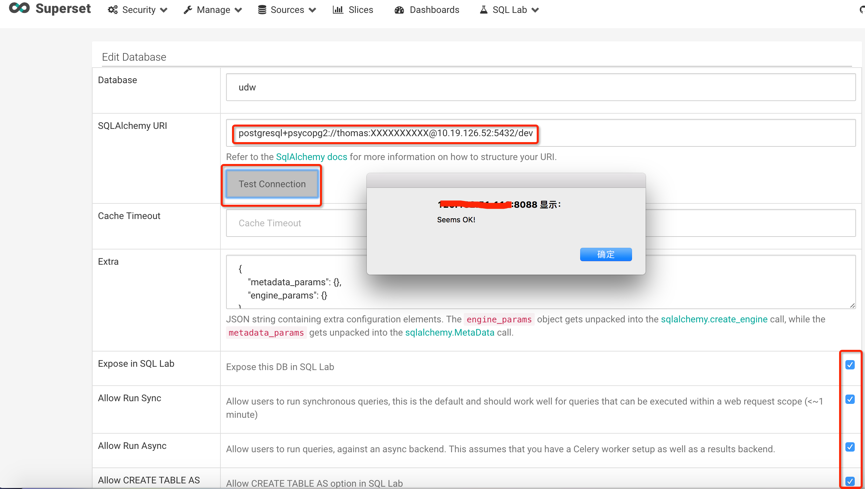 Superset Security Manage Sources Slices Dashboards SQL Lab
Edit Database
Database
udw
SQLAlchemy URI
postgresql+psycopg2://thomas:XXXXXXXXXX@10.19.126.52:5432/dev
Refer to the SqlAlchemy docs for more information on how to structure your URI.
Test Connection
:8088 显示:
Seems OK!
确定
Cache Timeout
Cache Timeout
Extra
{
"metadata_params": {},
"engine_params": {}
JSON string containing extra configuration elements. The engine_params object gets unpacked into the sqlalchemy.create_engine call, while the
metadata_params gets unpacked into the sqlalchemy.MetaData call.
Expose in SQL Lab
Expose this DB in SQL Lab
Allow Run Sync
Allow users to run synchronous queries, this is the default and should work well for queries that can be executed within a web request scope (<~1
minute)
Allow Run Async
Allow users to run queries, against an async backend. This assumes that you have a Celery worker setup as well as a results backend.
Allow CREATE TABLE AS
Allow CREATE TABLE AS option in SQL Lab